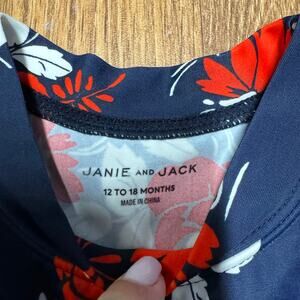 JANIE AND JACK
12 TO 18 MONTHS
MADE IN CHINA